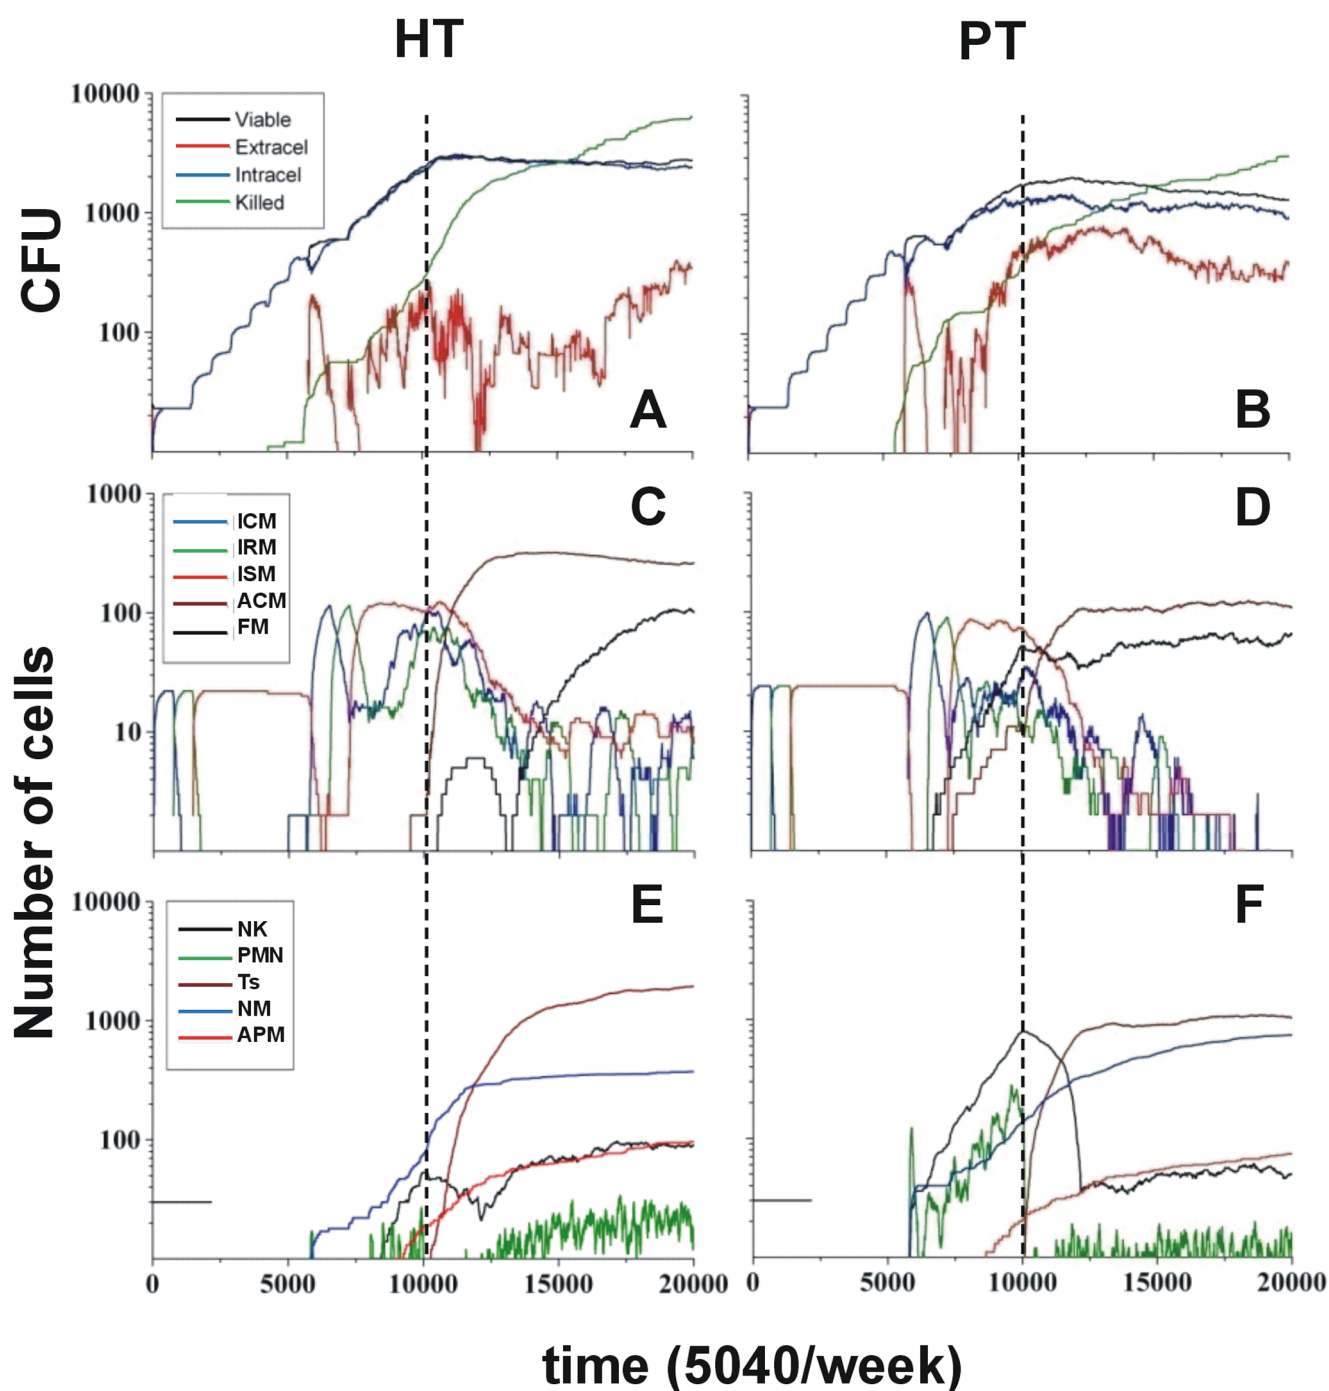 HT
PT
CFU
10000
1000
100
Viable
Extracel
Intracel
Killed
A
B
Number of cells
1000
100
10
ICM
IRM
ISM
ACM
FM
C
D
10000
1000
100
NK
PMN
Ts
NM
APM
E
F
0 5000 10000 15000 20000
0 5000 10000 15000 20000
time (5040/week)